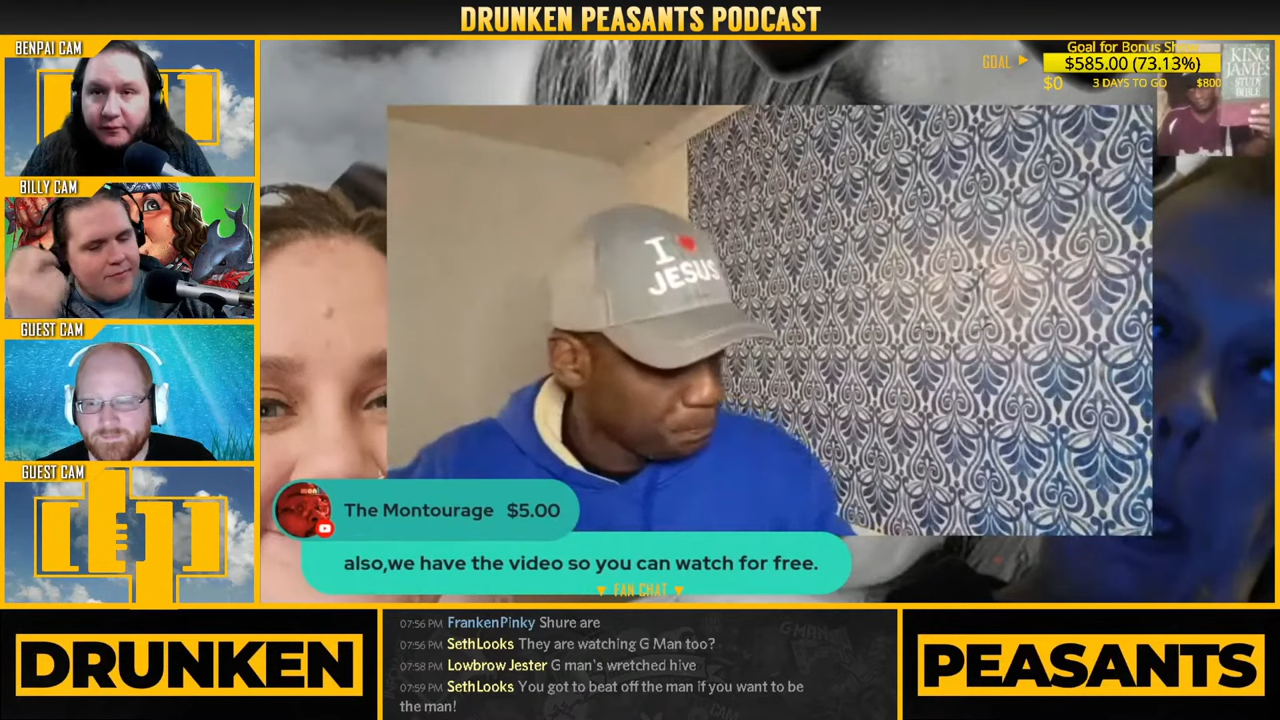 DRUNKEN PEASANTS PODCAST
BENPAI CAM
BILLY CAM
GUEST CAM
GUEST CAM
GOAL
Goal for Bonus Show
$585.00 (73.13%)
$0 3 DAYS TO GO $800
KING
JAMES
STUDY
BIBLE
I ♥
JESUS
The Montourage $5.00
also,we have the video so you can watch for free.
▼ FAN CHAT ▼
DRUNKEN
07:56 PM FrankenPinky Shure are
07:56 PM SethLooks They are watching G Man too?
07:58 PM Lowbrow Jester G man's wretched hive
07:59 PM SethLooks You got to beat off the man if you want to be
the man!
PEASANTS